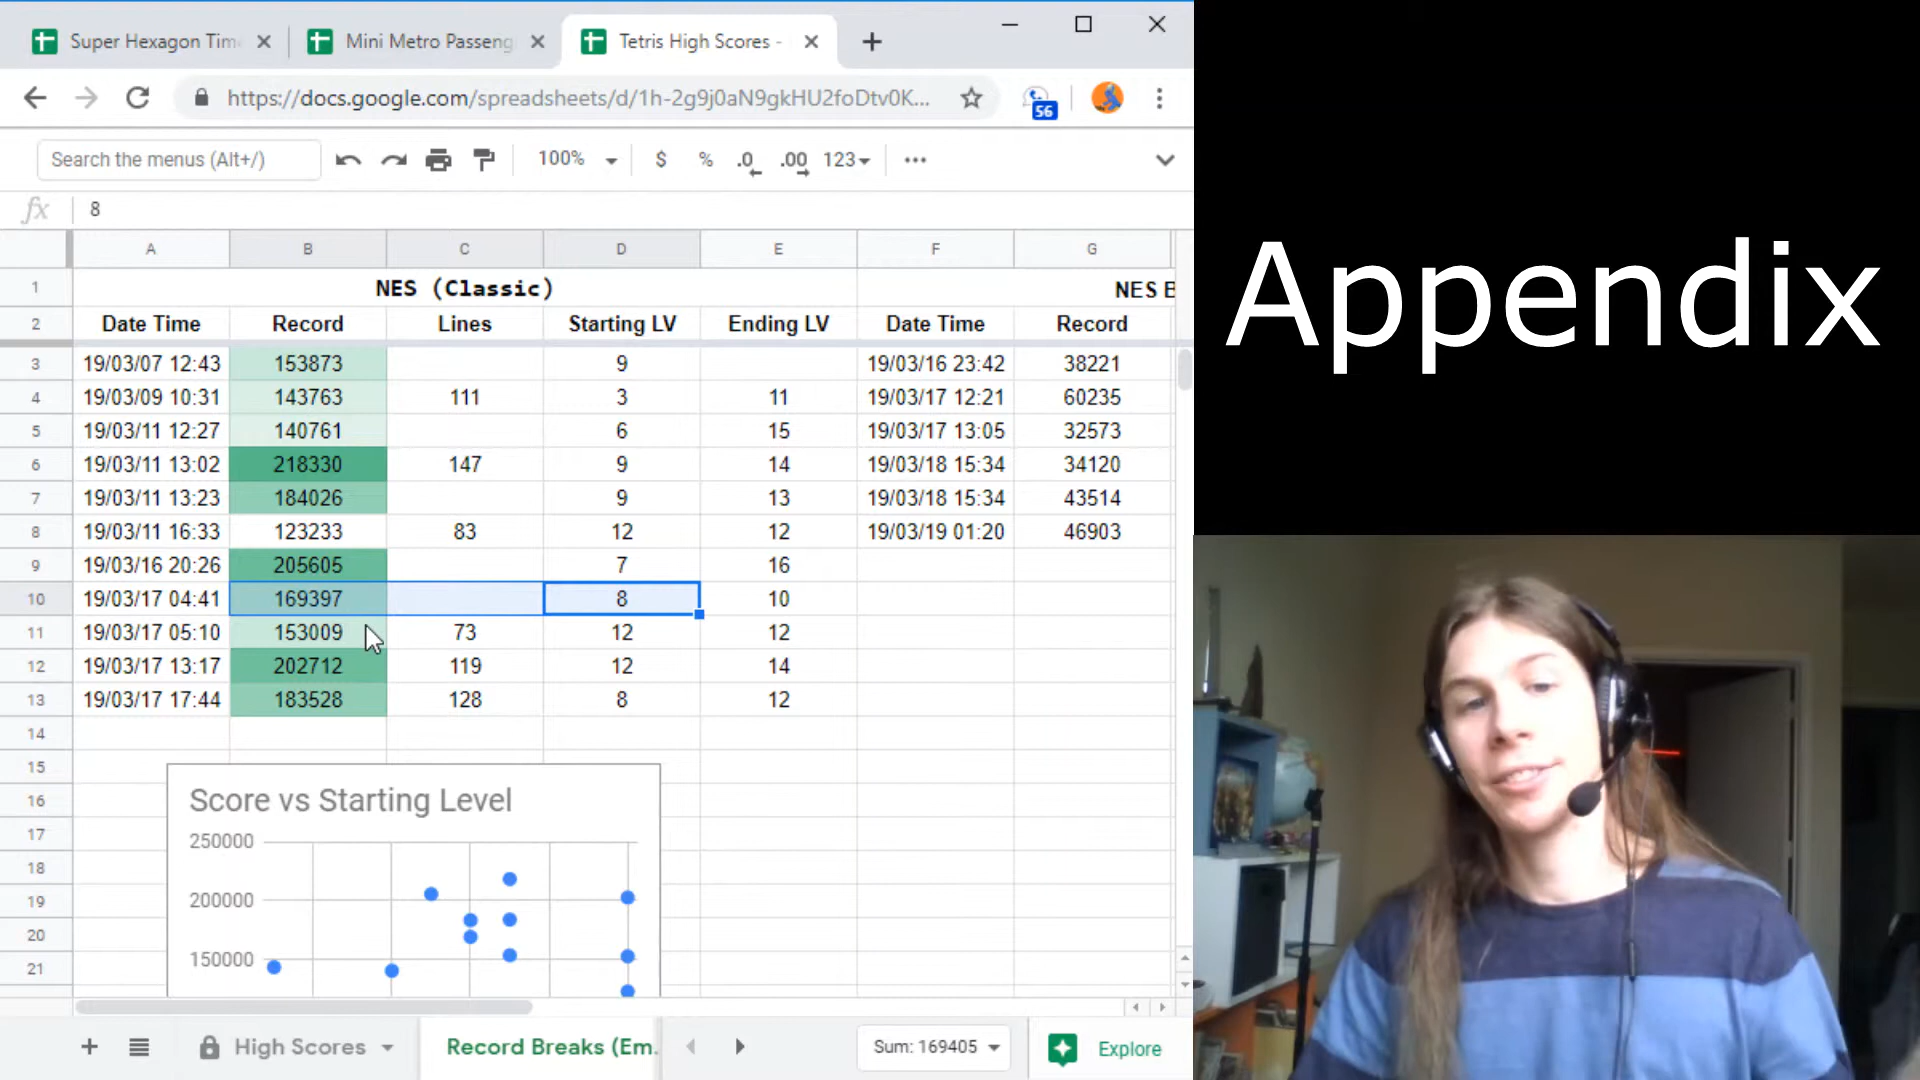 Super Hexagon Tim
Mini Metro Passeng
Tetris High Scores -
https://docs.google.com/spreadsheets/d/1h-2g9j0aN9gkHU2foDtv0K...
56
Search the menus (Alt+/)
100%
$ % .0 .00 123
fx 8
A B C D E F G
1 NES (Classic) NES B
2 Date Time Record Lines Starting LV Ending LV Date Time Record
3 19/03/07 12:43 153873 9 19/03/16 23:42 38221
4 19/03/09 10:31 143763 111 3 11 19/03/17 12:21 60235
5 19/03/11 12:27 140761 6 15 19/03/17 13:05 32573
6 19/03/11 13:02 218330 147 9 14 19/03/18 15:34 34120
7 19/03/11 13:23 184026 9 13 19/03/18 15:34 43514
8 19/03/11 16:33 123233 83 12 12 19/03/19 01:20 46903
9 19/03/16 20:26 205605 7 16
10 19/03/17 04:41 169397 8 10
11 19/03/17 05:10 153009 73 12 12
12 19/03/17 13:17 202712 119 12 14
13 19/03/17 17:44 183528 128 8 12
14
15
16 Score vs Starting Level
17 250000
18
19 200000
20
21 150000
High Scores
Record Breaks (Em.
Sum: 169405
Explore
Appendix